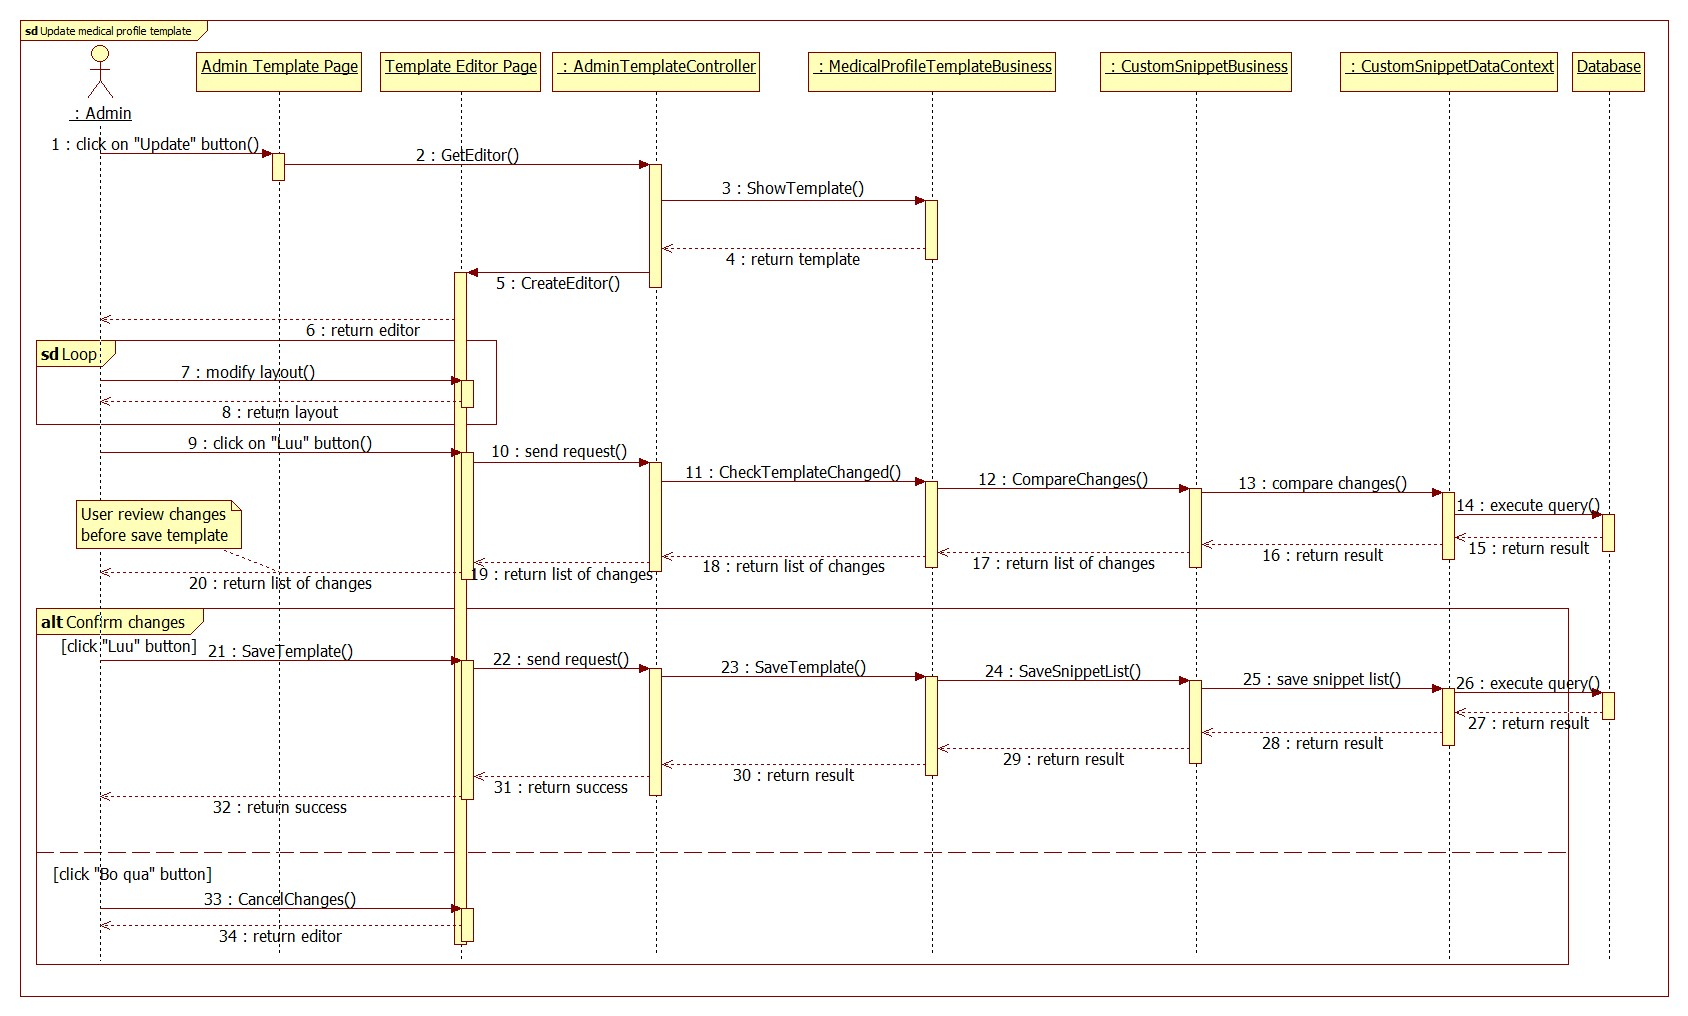 sd Update medical profile template
Admin Template Page
Template Editor Page
: AdminTemplateController
: MedicalProfileTemplateBusiness
: CustomSnippetBusiness
: CustomSnippetDataContext
Database
: Admin
1 : click on "Update" button()
2 : GetEditor()
3 : ShowTemplate()
4 : return template
5 : CreateEditor()
6 : return editor
sd Loop
7 : modify layout()
8 : return layout
9 : click on "Luu" button()
10 : send request()
11 : CheckTemplateChanged()
12 : CompareChanges()
13 : compare changes()
14 : execute query()
User review changes
before save template
15 : return result
16 : return result
17 : return list of changes
18 : return list of changes
19 : return list of changes
20 : return list of changes
alt Confirm changes
[click "Luu" button]
21 : SaveTemplate()
22 : send request()
23 : SaveTemplate()
24 : SaveSnippetList()
25 : save snippet list()
26 : execute query()
27 : return result
28 : return result
29 : return result
30 : return result
31 : return success
32 : return success
[click "Bo qua" button]
33 : CancelChanges()
34 : return editor